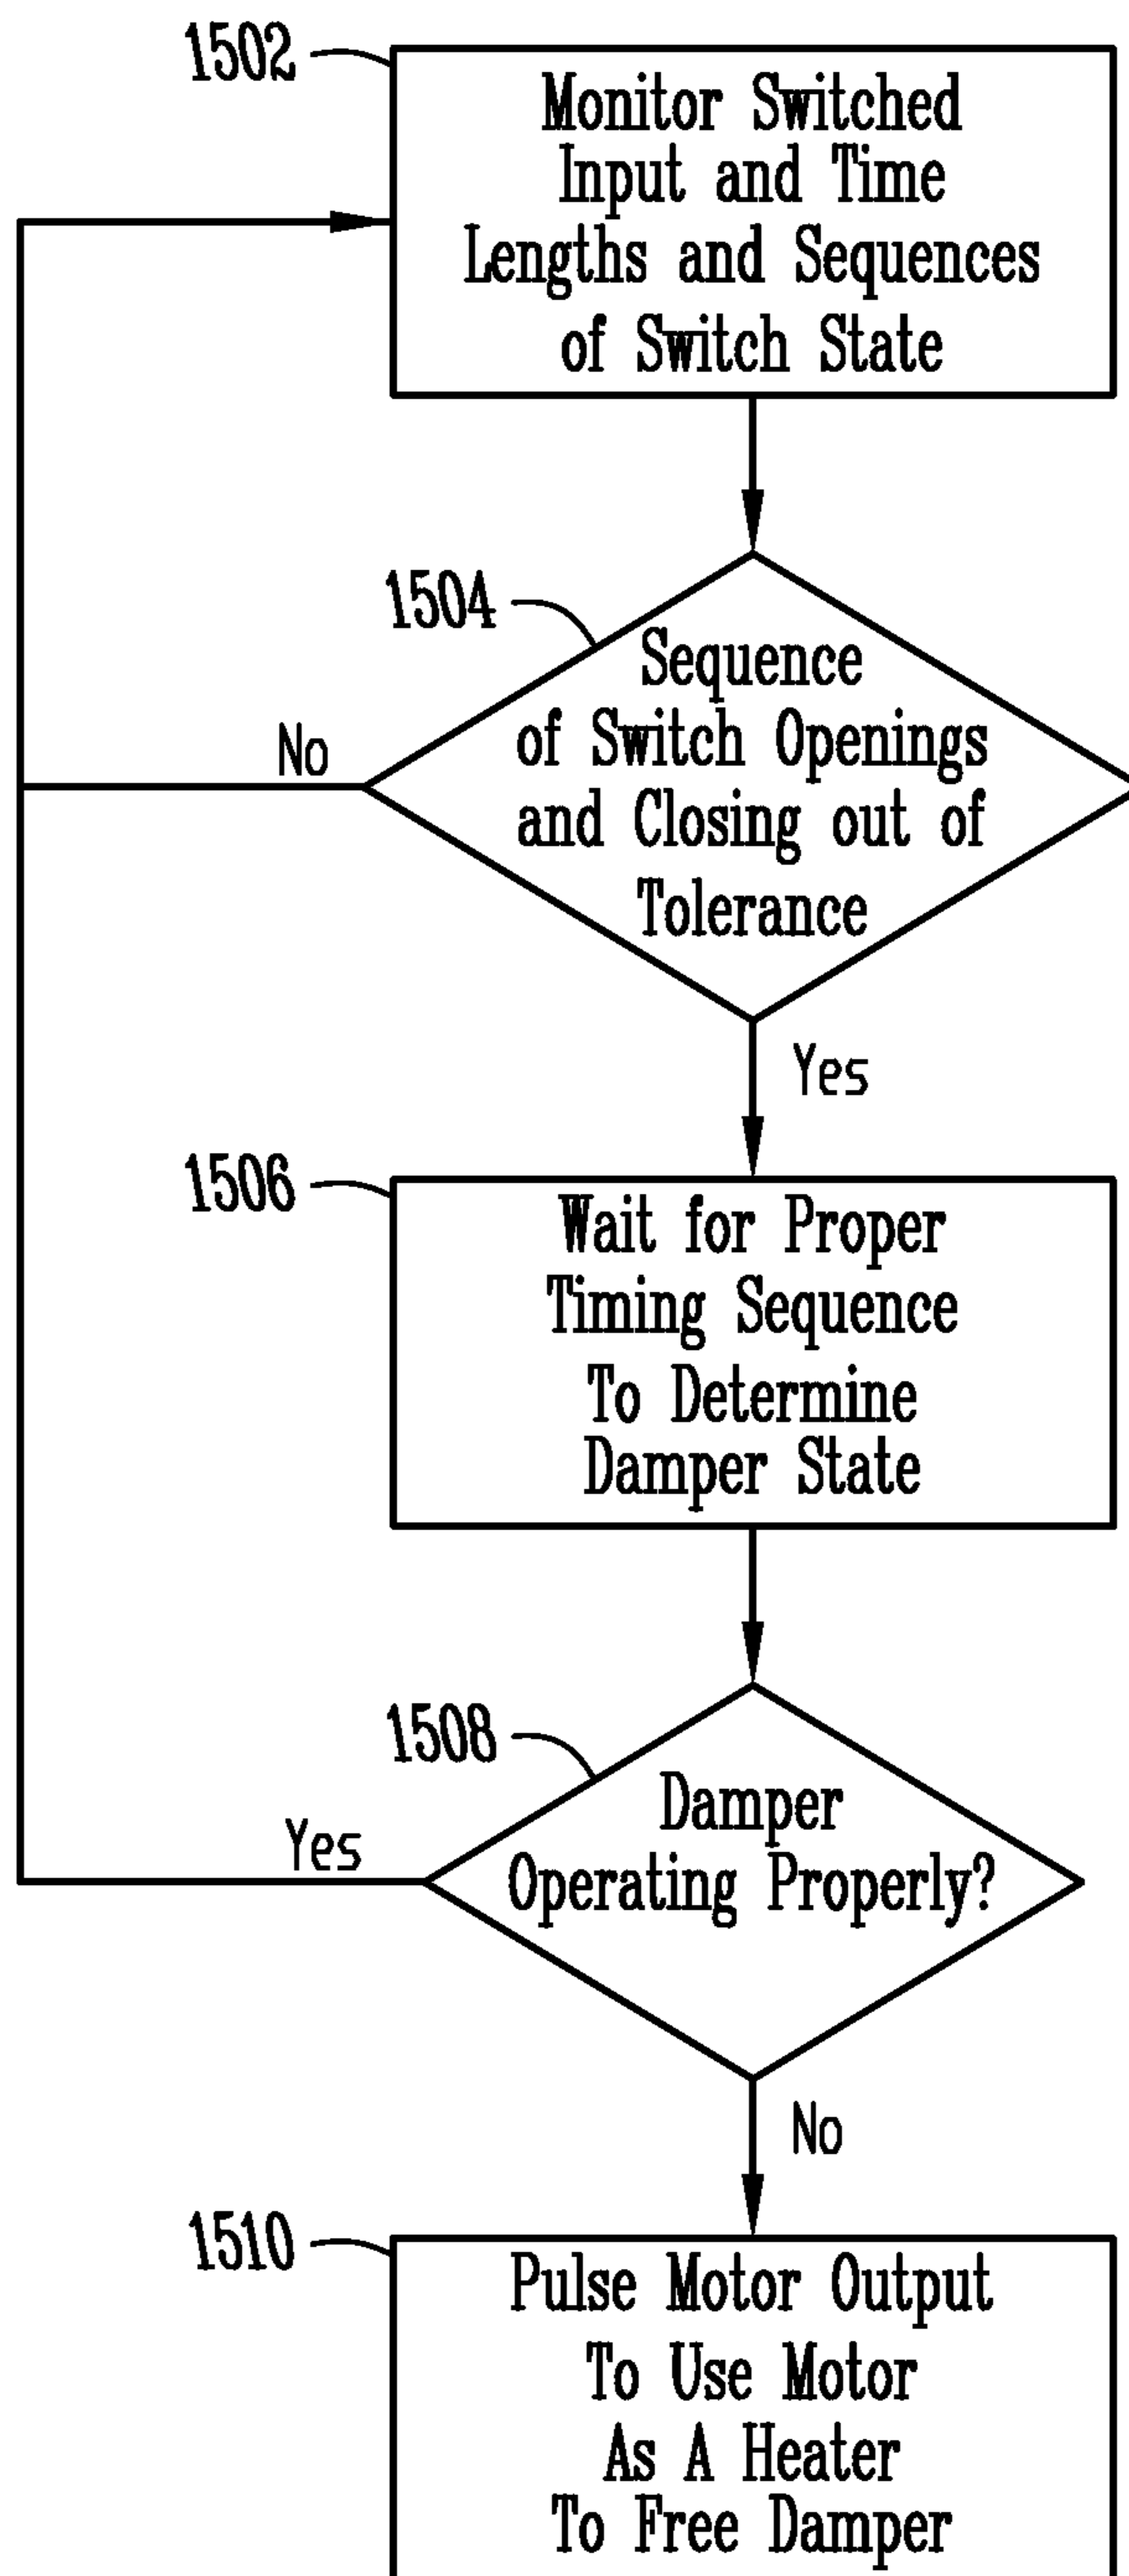 1502
Monitor Switched
Input and Time
Lengths and Sequences
of Switch State
1504
Sequence
of Switch Openings
and Closing out of
Tolerance
No
Yes
1506
Wait for Proper
Timing Sequence
To Determine
Damper State
1508
Damper
Operating Properly?
Yes
No
1510
Pulse Motor Output
To Use Motor
As A Heater
To Free Damper